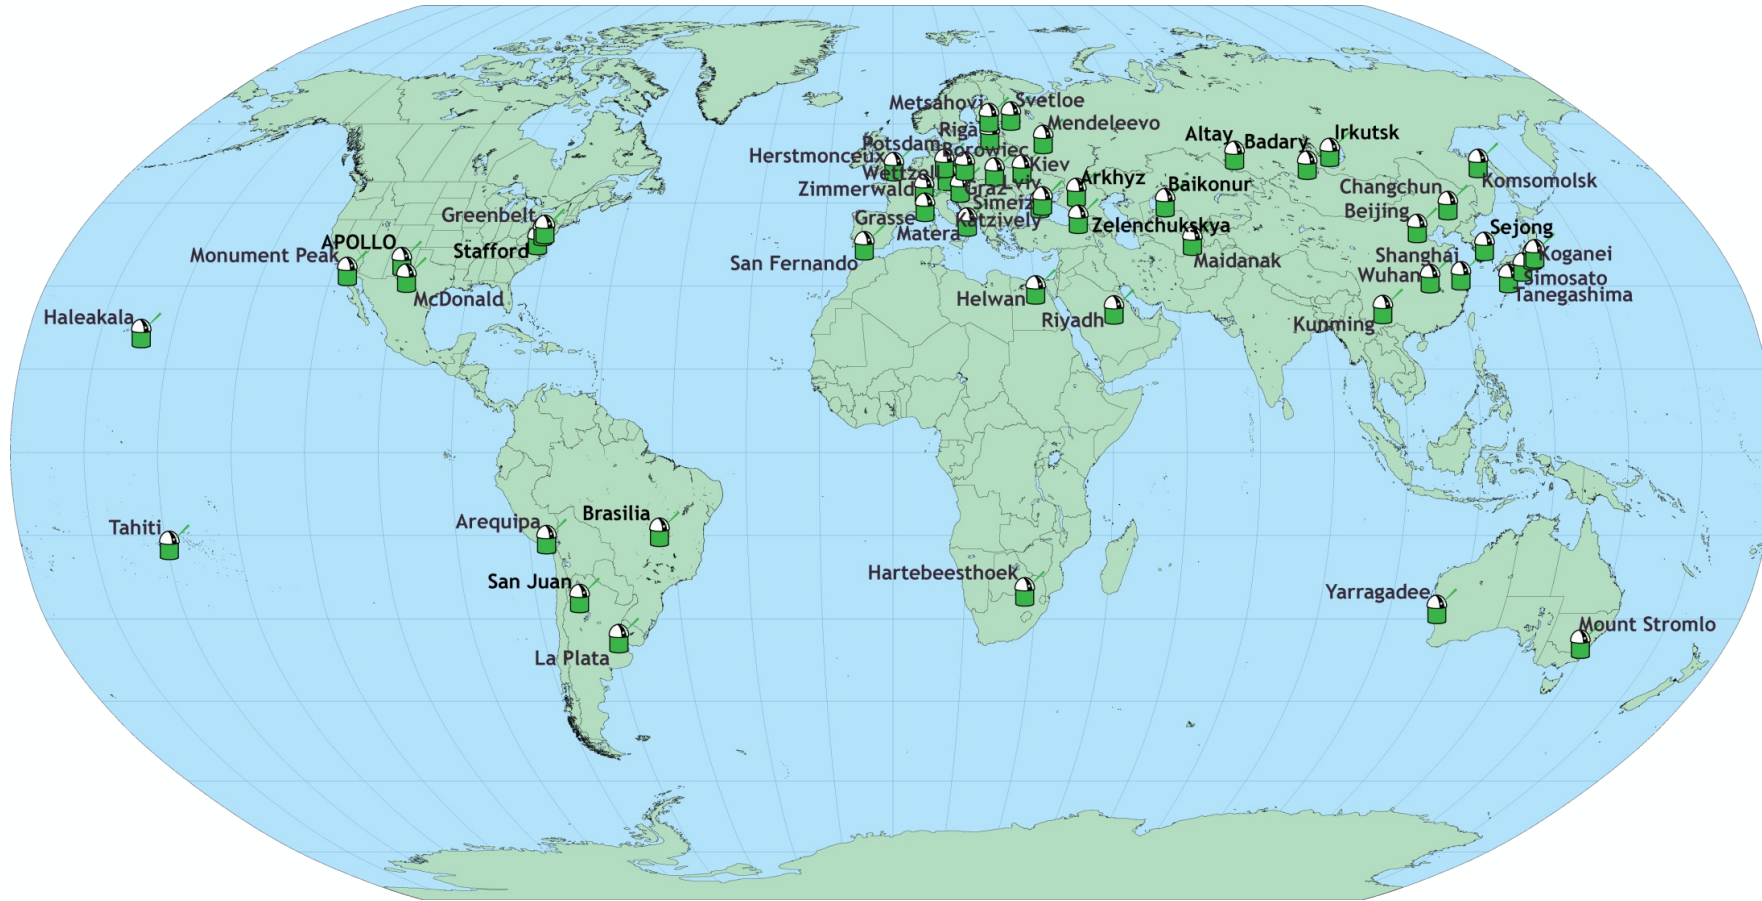 Metsahovi
Svetloe
Riga
Mendeleevo
Potsdam
Borowiec
Herstmonceux
Kiev
Wettzell
Lviv
Zimmerwald
Graz
Arkhyz
Altay
Badary
Irkutsk
Baikonur
Changchun
Komsomolsk
Beijing
Simeiz
Grasse
Katzively
Matera
Zelenchukskya
Sejong
Greenbelt
Stafford
APOLLO
Monument Peak
McDonald
San Fernando
Maidanak
Shanghai
Koganei
Wuhan
Simosato
Tanegashima
Helwan
Riyadh
Kunming
Haleakala
Tahiti
Arequipa
Brasilia
San Juan
La Plata
Hartebeesthoek
Yarragadee
Mount Stromlo